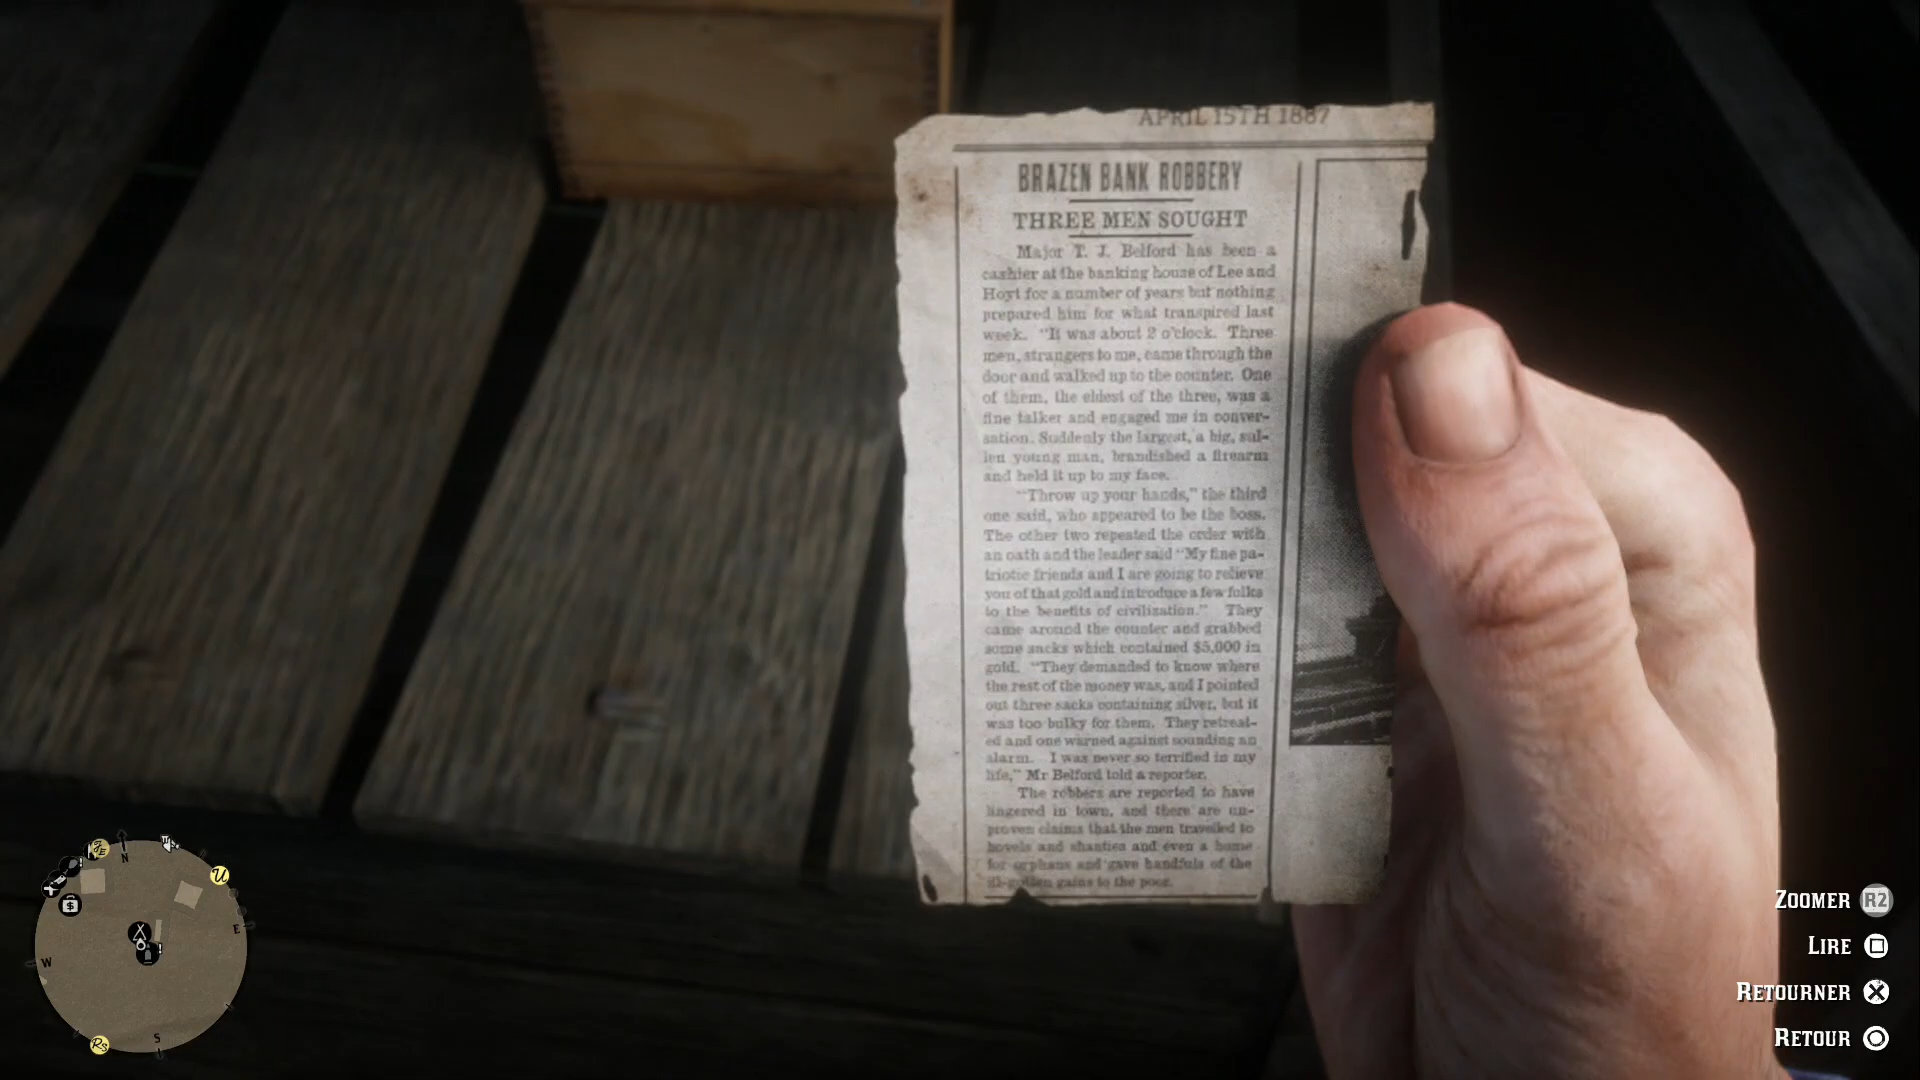 APRIL 15TH 1887
BRAZEN BANK ROBBERY
THREE MEN SOUGHT
Major T. J. Belford has been a
cashier at the banking house of Lee and
Hoyt for a number of years but nothing
prepared him for what transpired last
week. "It was about 2 o'clock. Three
men, strangers to me, came through the
door and walked up to the counter. One
of them, the eldest of the three, was a
fine talker and engaged me in conver-
sation. Suddenly the largest, a big, sul-
len young man, brandished a firearm
and held it up to my face.
"Throw up your hands," the third
one said, who appeared to be the boss.
The other two repeated the order with
an oath and the leader said "My fine pa-
triotic friends and I are going to relieve
you of that gold and introduce a few folks
to the benefits of civilization." They
came around the counter and grabbed
some sacks which contained $5,000 in
gold. "They demanded to know where
the rest of the money was, and I pointed
out three sacks containing silver, but it
was too bulky for them. They retreat-
ed and one warned against sounding an
alarm. I was never so terrified in my
life," Mr Belford told a reporter.
The robbers are reported to have
lingered in town, and there are un-
proven claims that the men travelled to
hovels and shanties and even a home
for orphans and gave handfuls of the
ill-gotten gains to the poor.
ZOOMER R2
LIRE
RETOURNER
RETOUR
N
E
S
W
U
RS
$